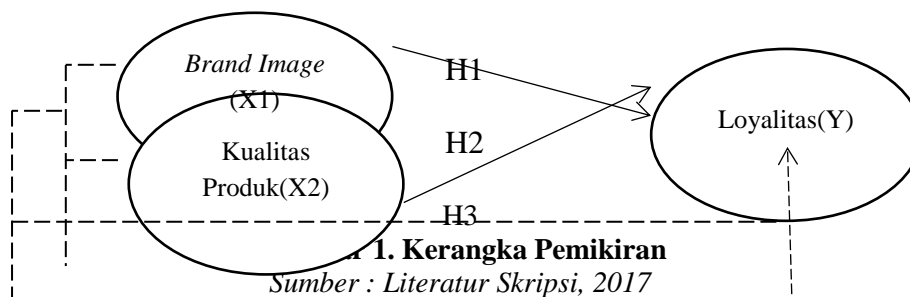 Brand Image
(X1)
H1
Loyalitas(Y)
Kualitas
Produk(X2)
H2
H3
1. Kerangka Pemikiran
Sumber : Literatur Skripsi, 2017